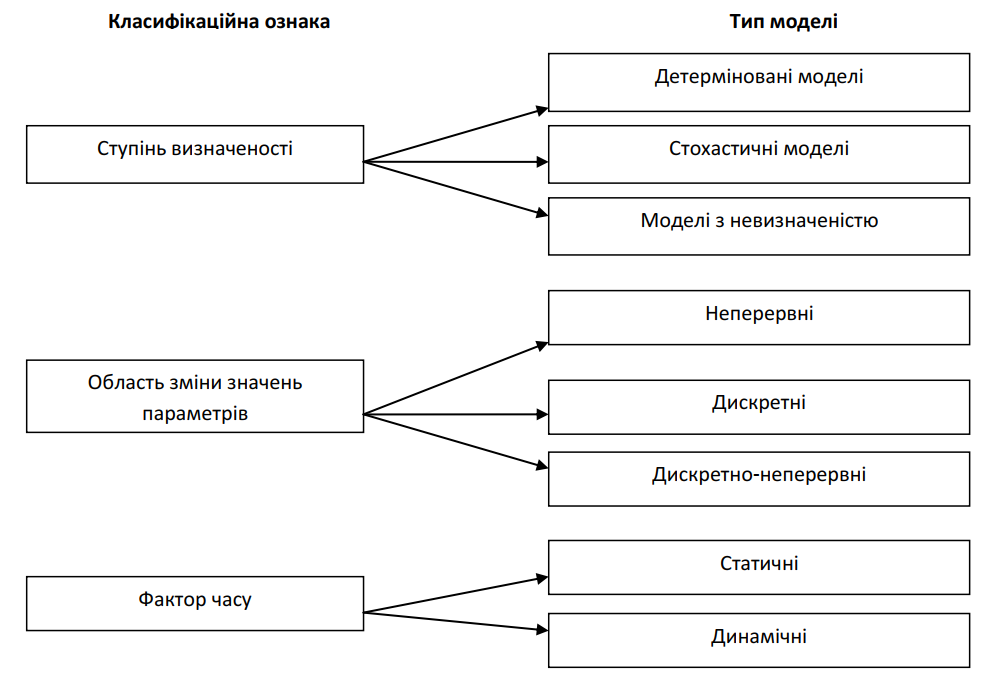 Класифікаційна ознака
Тип моделі
Ступінь визначеності
Детерміновані моделі
Стохастичні моделі
Моделі з невизначеністю
Область зміни значень
параметрів
Неперервні
Дискретні
Дискретно-неперервні
Фактор часу
Статичні
Динамічні